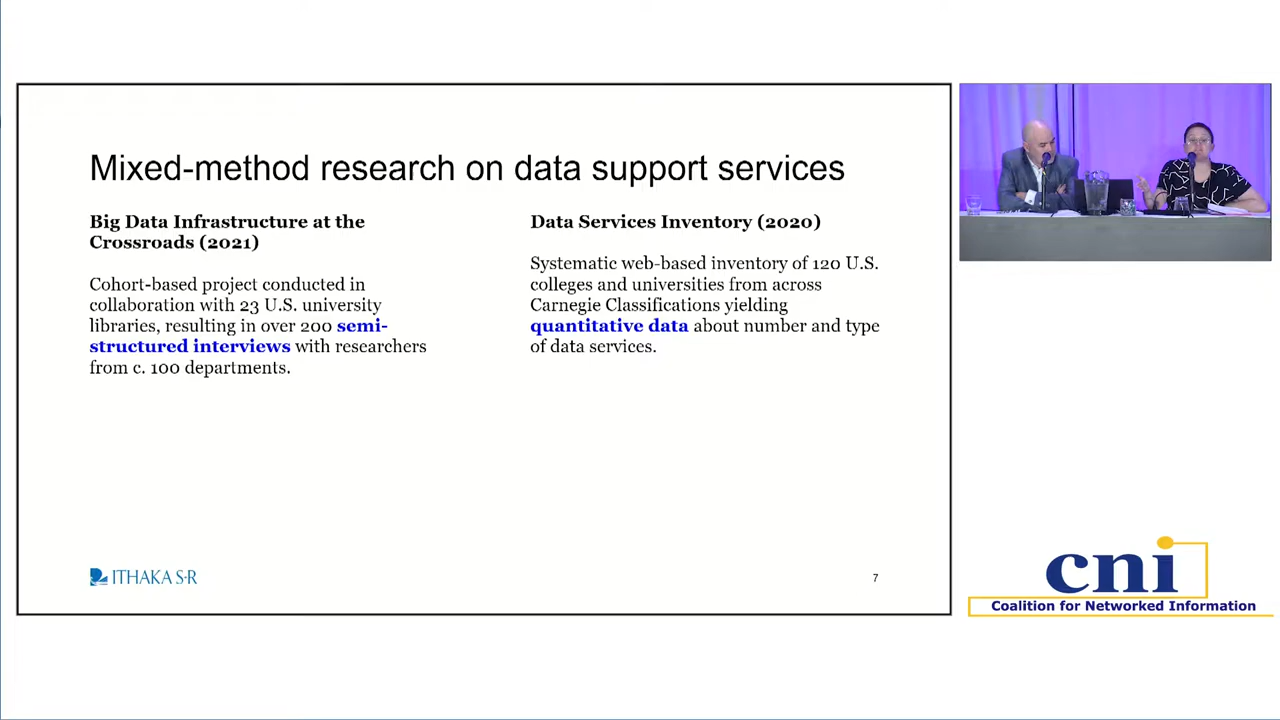 Mixed-method research on data support services
Big Data Infrastructure at the
Crossroads (2021)
Cohort-based project conducted in
collaboration with 23 U.S. university
libraries, resulting in over 200 semi-
structured interviews with researchers
from c. 100 departments.
Data Services Inventory (2020)
Systematic web-based inventory of 120 U.S.
colleges and universities from across
Carnegie Classifications yielding
quantitative data about number and type
of data services.
ITHAKA S·R
7
cni
Coalition for Networked Information